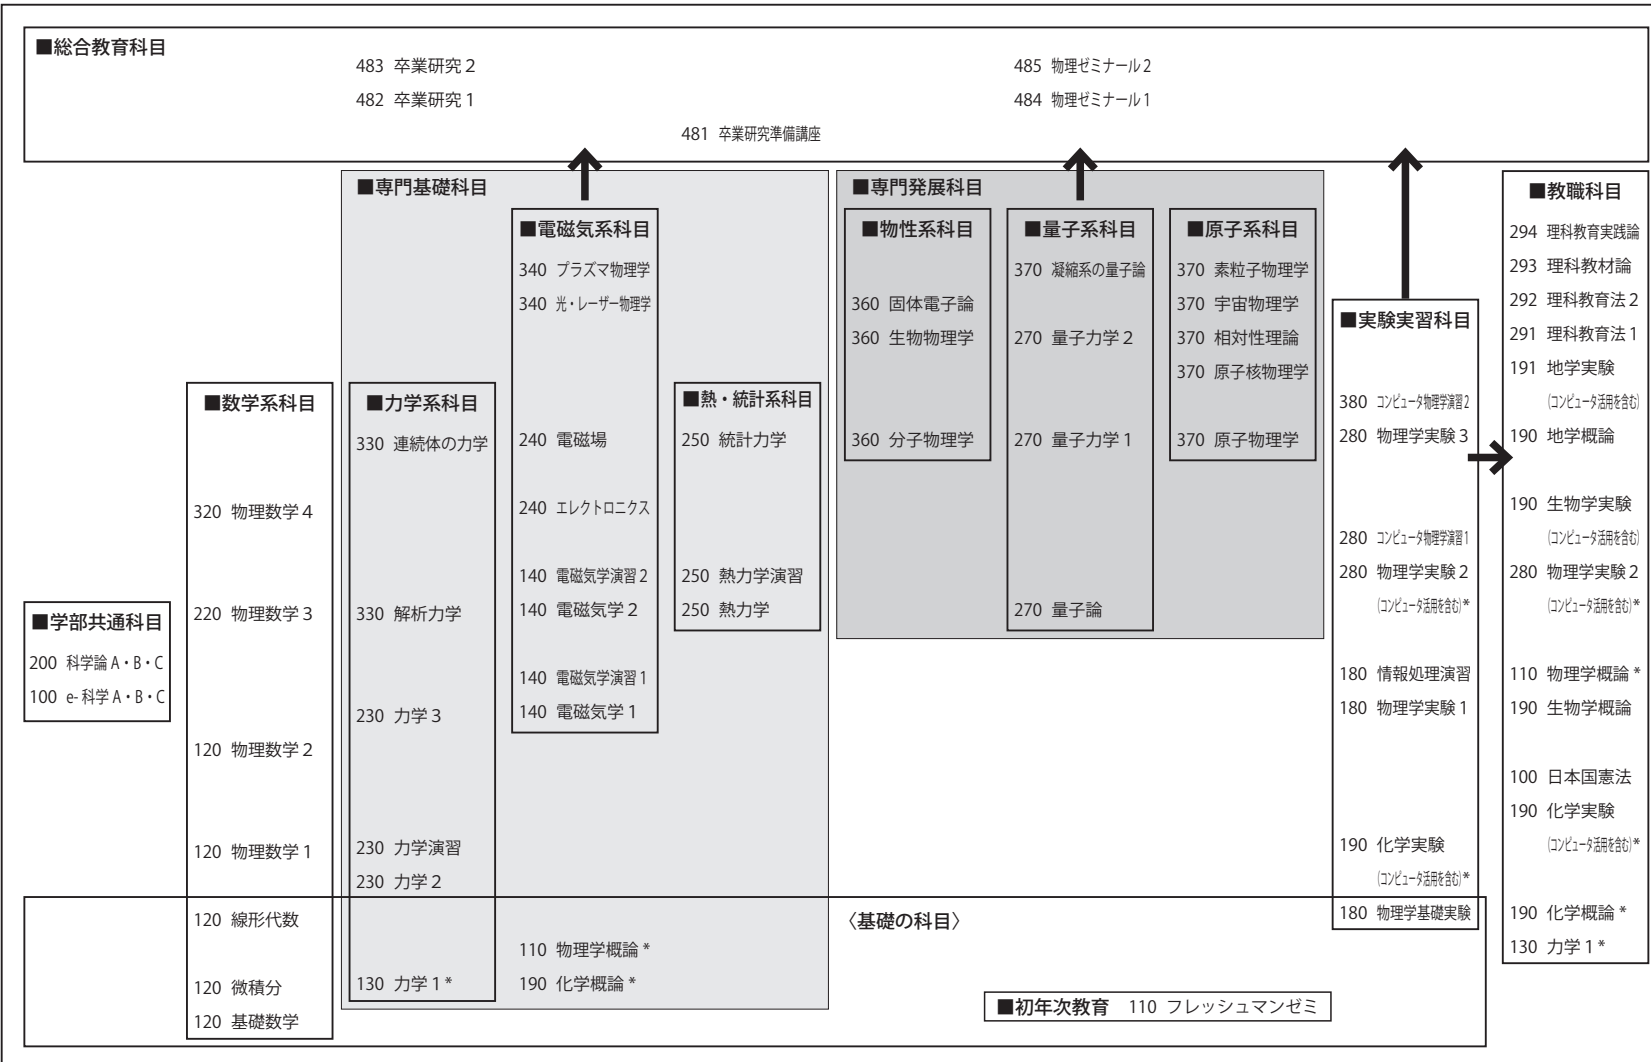 ■総合教育科目
483 卒業研究2
482 卒業研究1
485 物理ゼミナール2
484 物理ゼミナール1
481 卒業研究準備講座
■学部共通科目
200 科学論A・B・C
100 e-科学A・B・C
■数学系科目
320 物理数学4
220 物理数学3
120 物理数学2
120 物理数学1
120 線形代数
120 微積分
120 基礎数学
■専門基礎科目
■力学系科目
330 連続体の力学
330 解析力学
230 力学3
230 力学演習
230 力学2
130 力学1*
■電磁気系科目
340 プラズマ物理学
340 光・レーザー物理学
240 電磁場
240 エレクトロニクス
140 電磁気学演習2
140 電磁気学2
140 電磁気学演習1
140 電磁気学1
110 物理学概論*
190 化学概論*
■熱・統計系科目
250 統計力学
250 熱力学演習
250 熱力学
■専門発展科目
■物性系科目
360 固体電子論
360 生物物理学
360 分子物理学
■量子系科目
370 凝縮系の量子論
270 量子力学2
270 量子力学1
270 量子論
■原子系科目
370 素粒子物理学
370 宇宙物理学
370 相対性理論
370 原子核物理学
370 原子物理学
■実験実習科目
380 コンピュータ物理学演習2
280 物理学実験3
280 コンピュータ物理学演習1
280 物理学実験2
(コンピュータ活用を含む)*
180 情報処理演習
180 物理学実験1
190 化学実験
(コンピュータ活用を含む)*
180 物理学基礎実験
■教職科目
294 理科教育実践論
293 理科教材論
292 理科教育法2
291 理科教育法1
191 地学実験
(コンピュータ活用を含む)
190 地学概論
190 生物学実験
(コンピュータ活用を含む)
280 物理学実験2
(コンピュータ活用を含む)*
110 物理学概論*
190 生物学概論
100 日本国憲法
190 化学実験
(コンピュータ活用を含む)*
190 化学概論*
130 力学1*
〈基礎の科目〉
■初年次教育 110 フレッシュマンゼミ